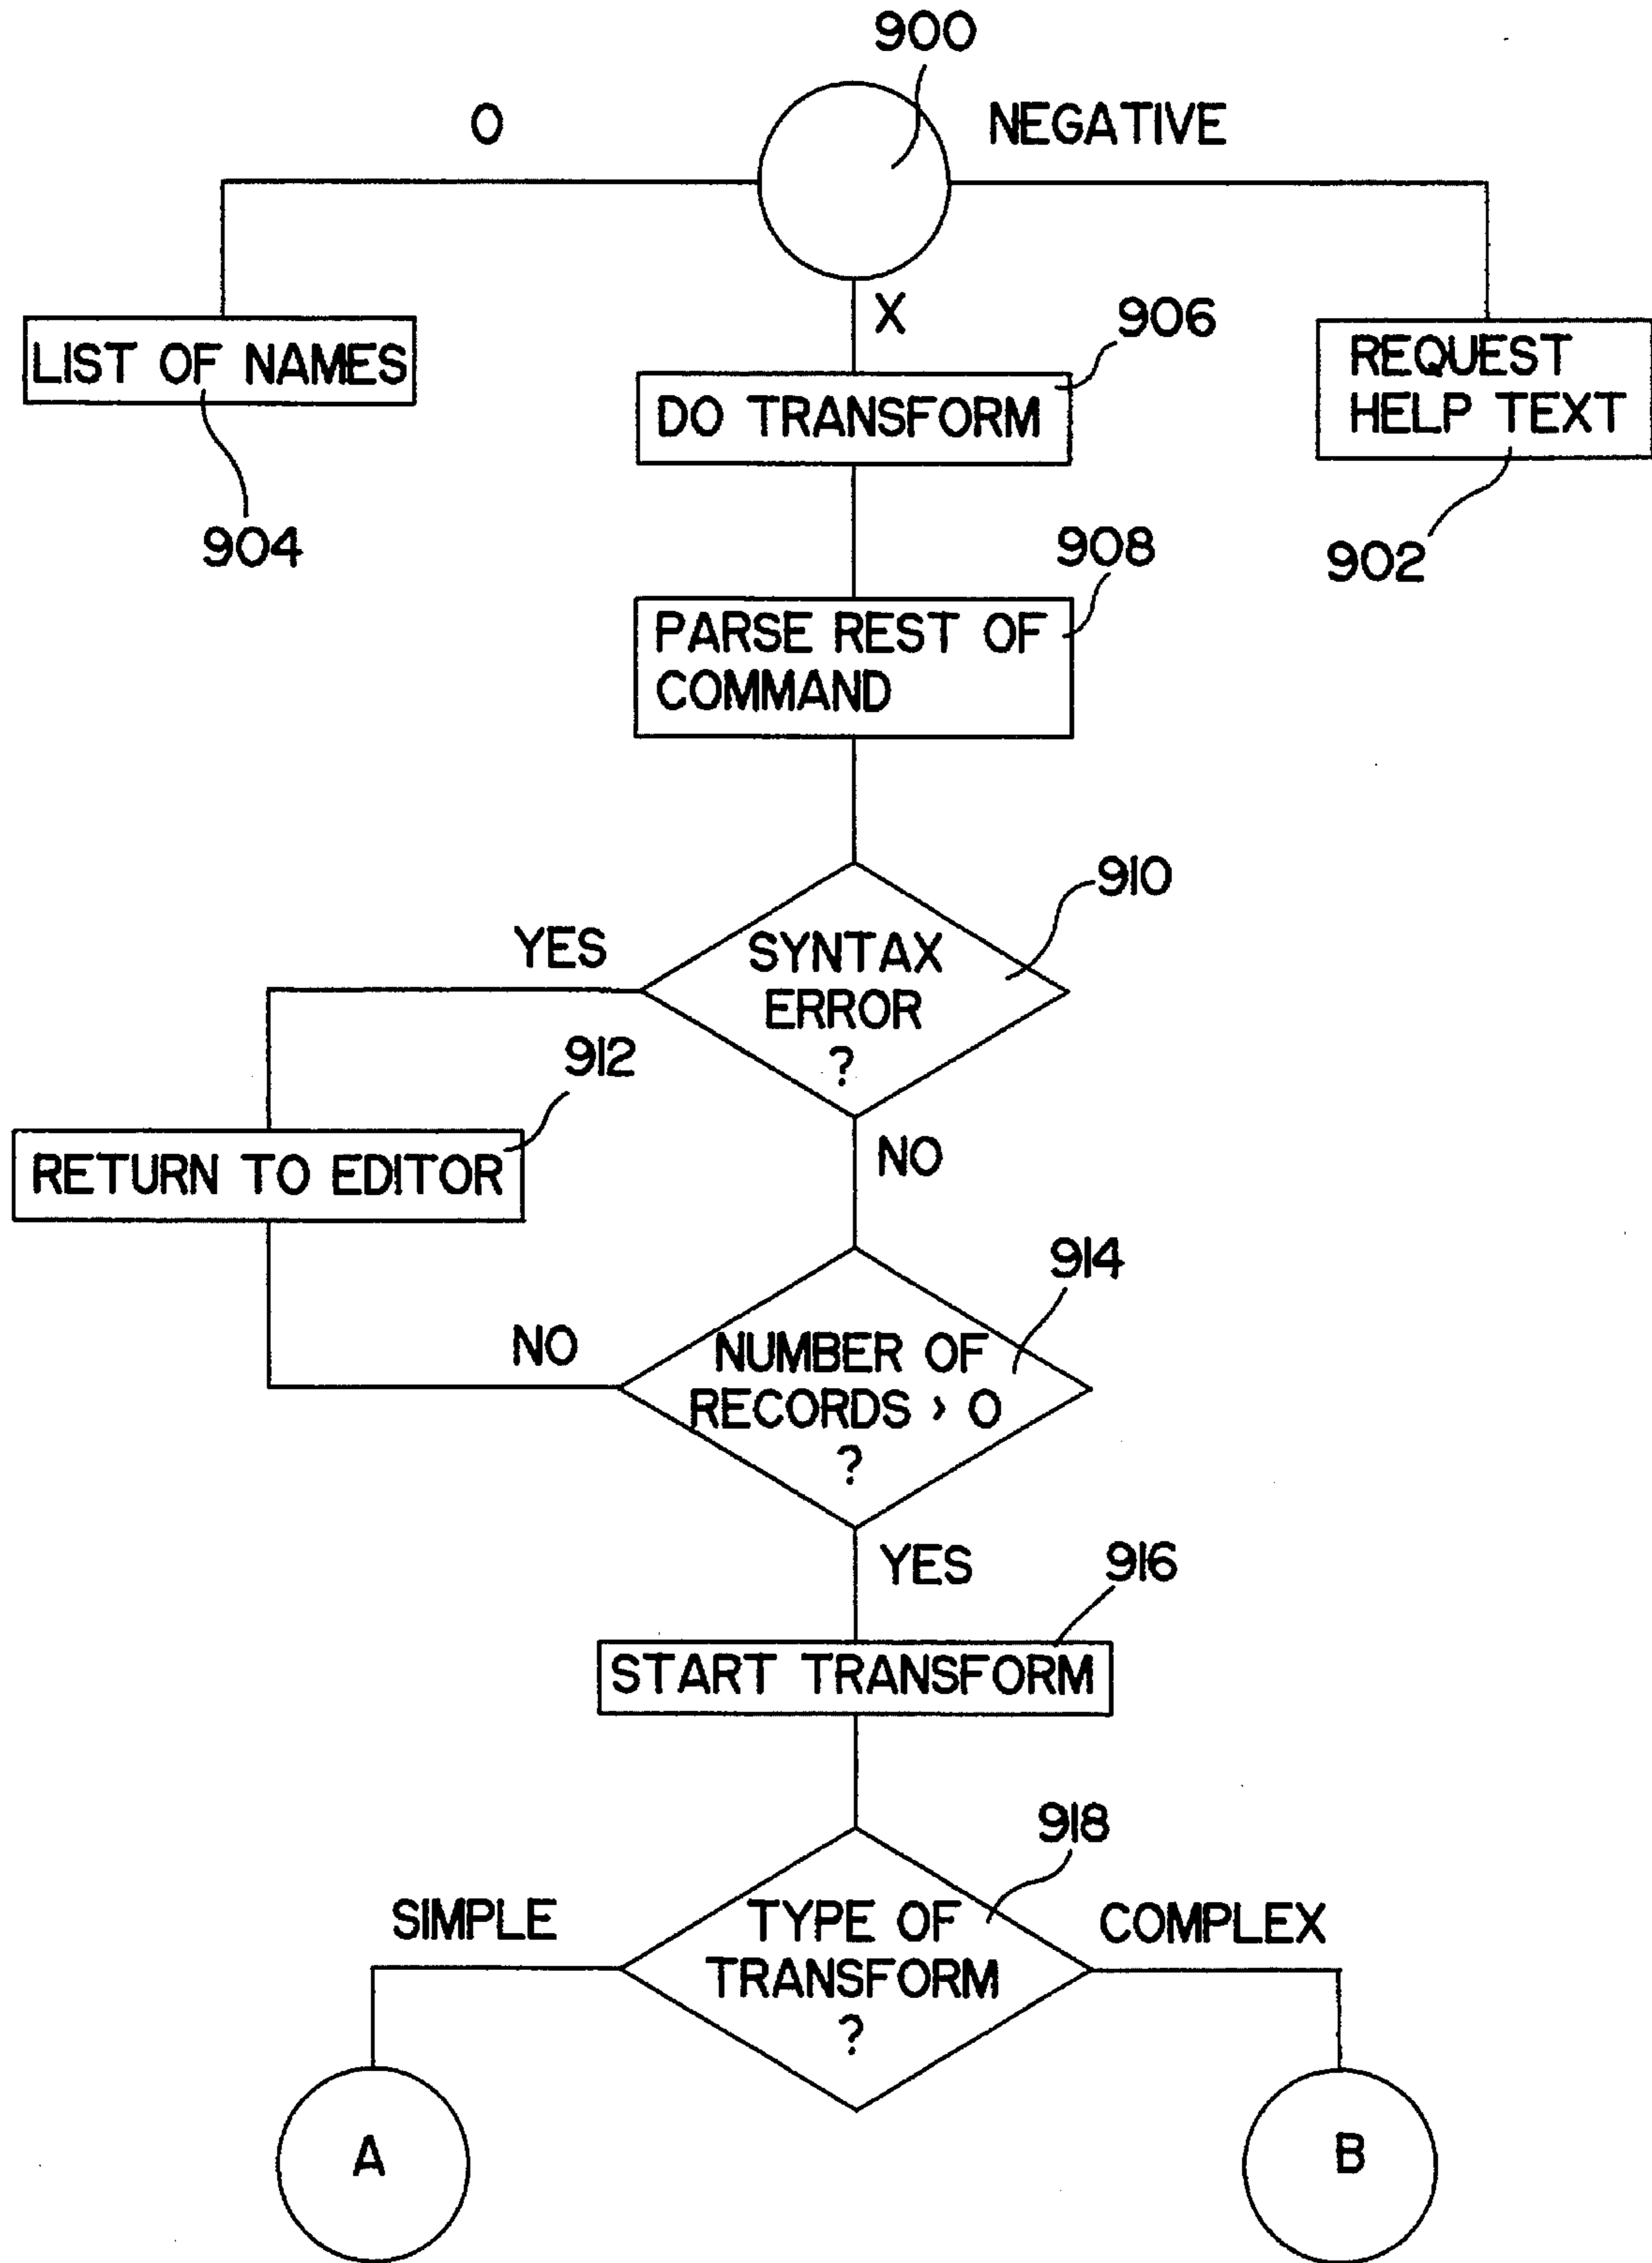 900
O
NEGATIVE
X
906
LIST OF NAMES
DO TRANSFORM
REQUEST
HELP TEXT
904
908
902
PARSE REST OF
COMMAND
910
YES
SYNTAX
ERROR
?
912
RETURN TO EDITOR
NO
914
NO
NUMBER OF
RECORDS > O
?
YES
916
START TRANSFORM
918
SIMPLE
TYPE OF
TRANSFORM
?
COMPLEX
A
B